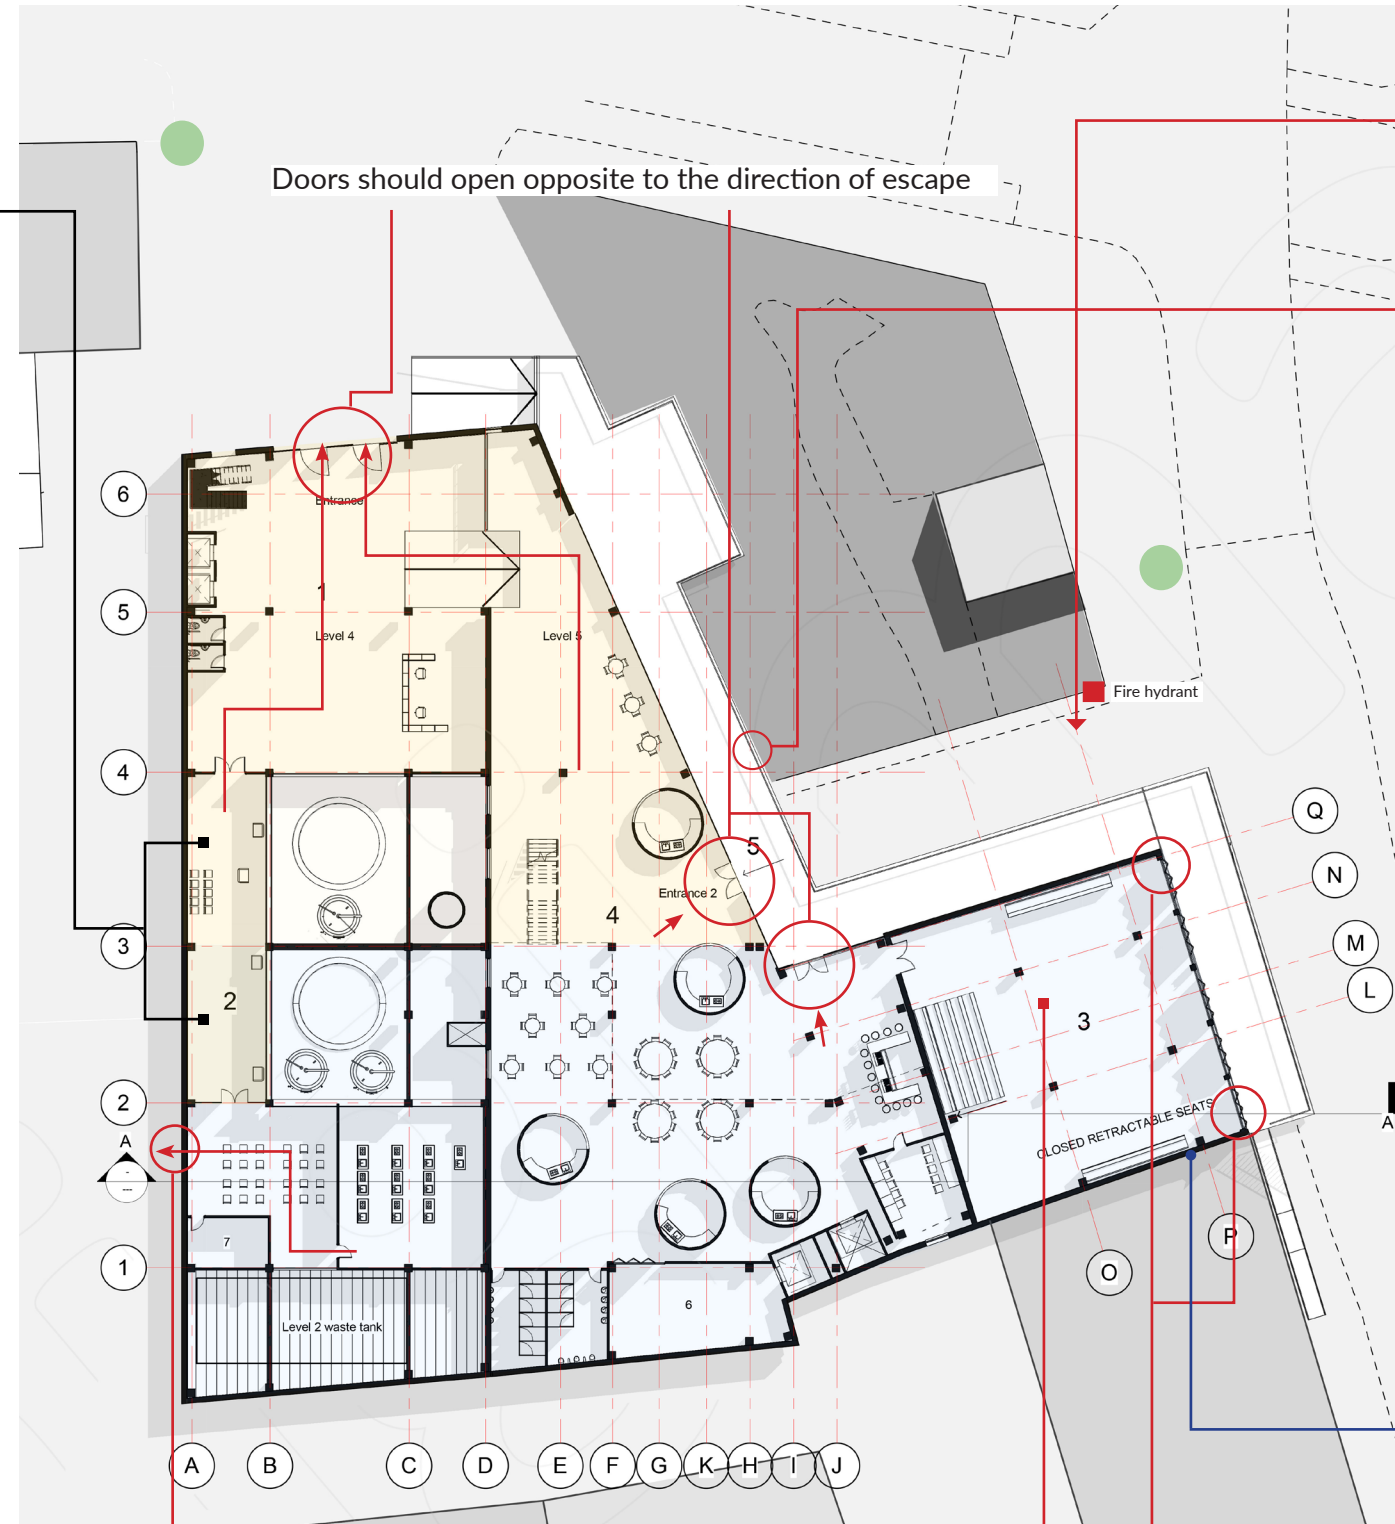 Doors should open opposite to the direction of escape
6
Entrance
5
1
Level 4
Level 5
Fire hydrant
4
Q
5
N
Entrance 2
4
3
M
L
2
3
2
A
A
CLOSED RETRACTABLE SEATS
7
P
1
O
6
Level 2 waste tank
A
B
C
D
E
F
G
K
H
I
J